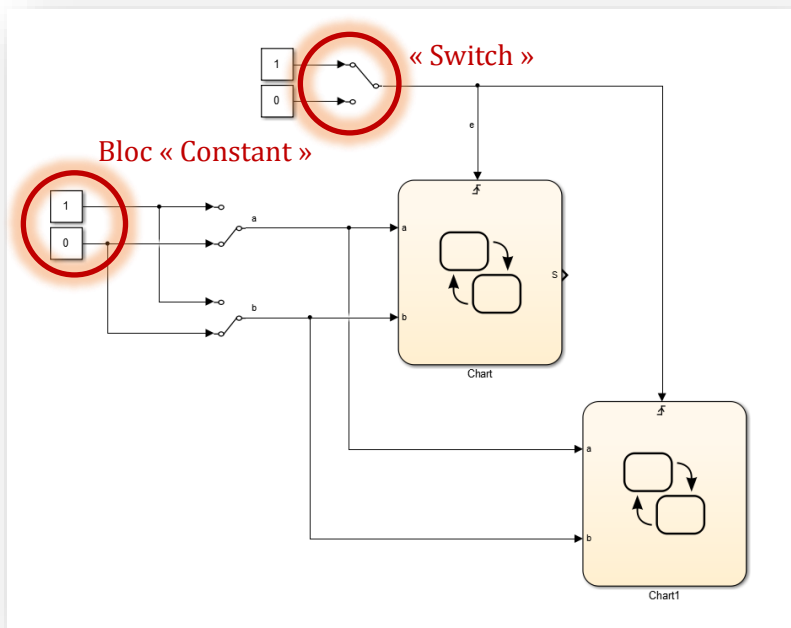 « Switch »
1
0
e
Bloc « Constant »
1
0
a
b
a
b
S
Chart
a
b
Chart1